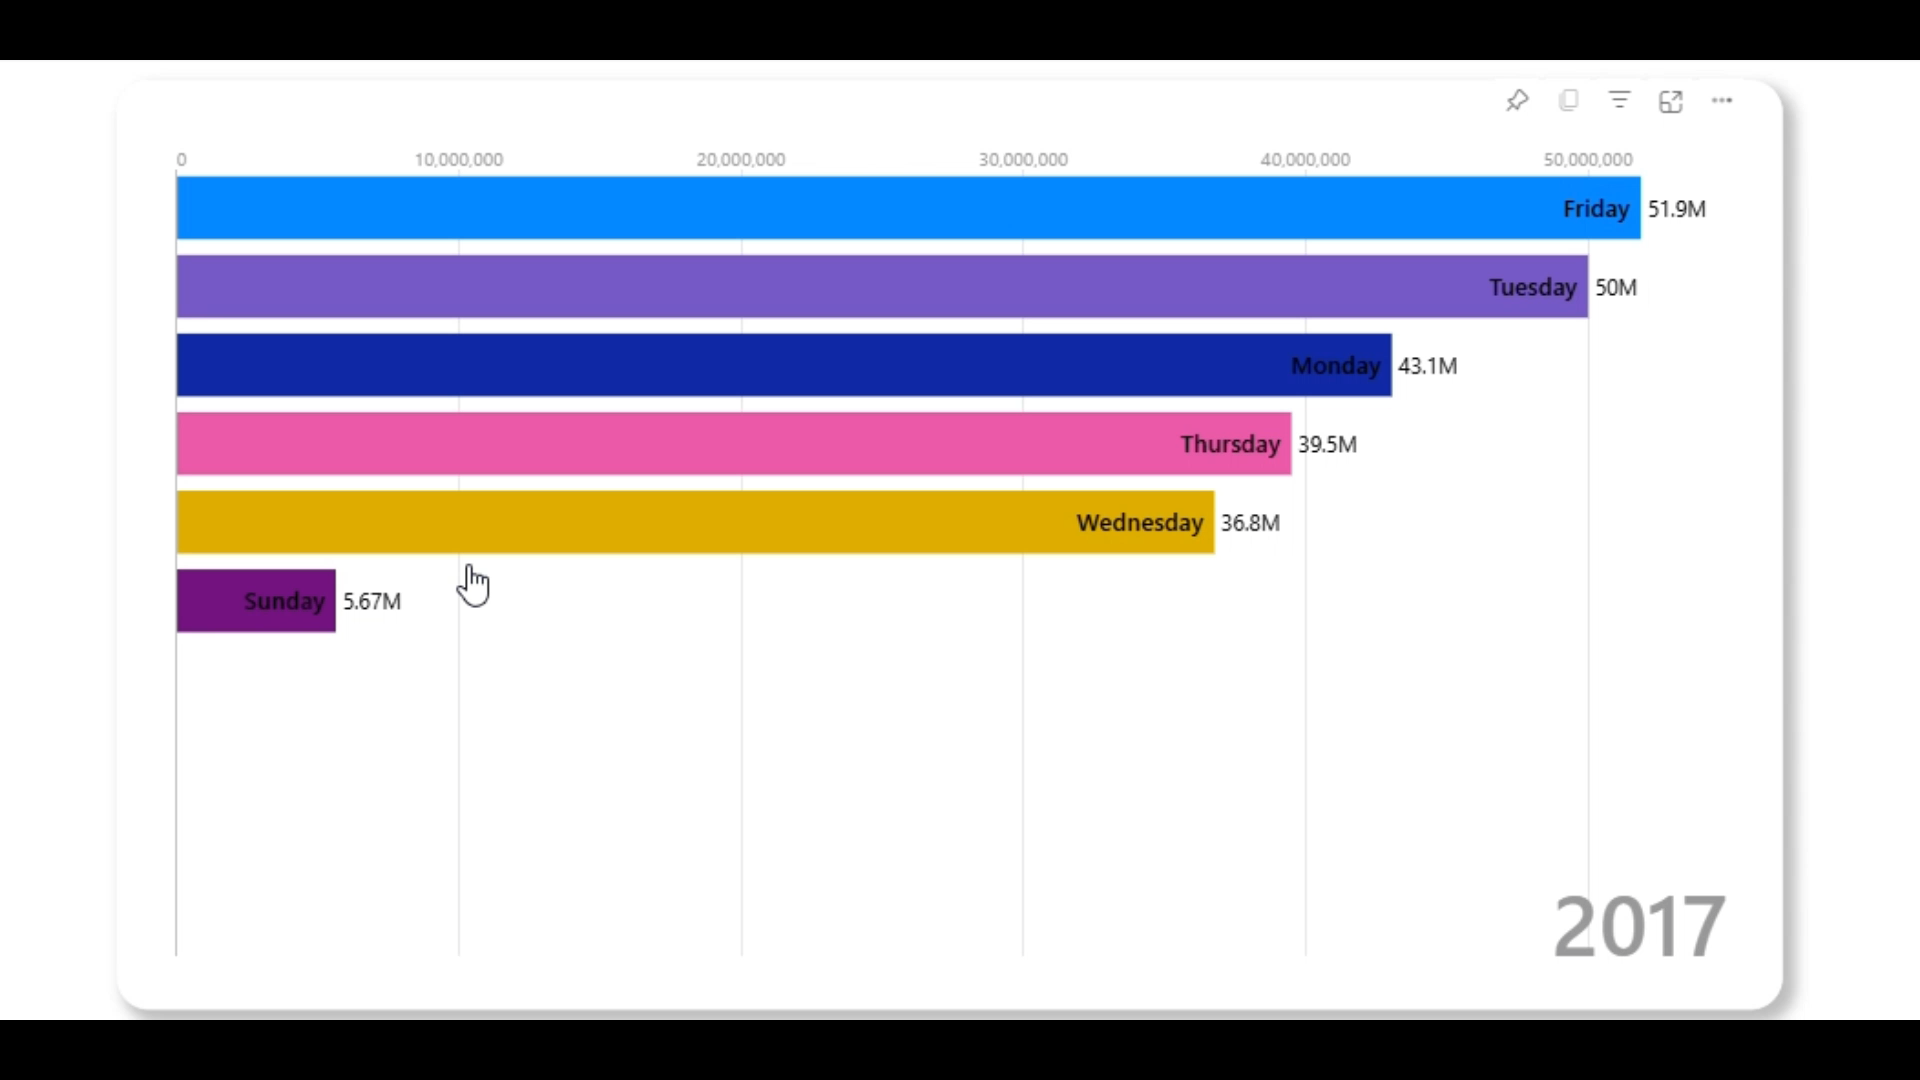 0 10,000,000 20,000,000 30,000,000 40,000,000 50,000,000
Friday 51.9M
Tuesday 50M
Monday 43.1M
Thursday 39.5M
Wednesday 36.8M
Sunday 5.67M
2017